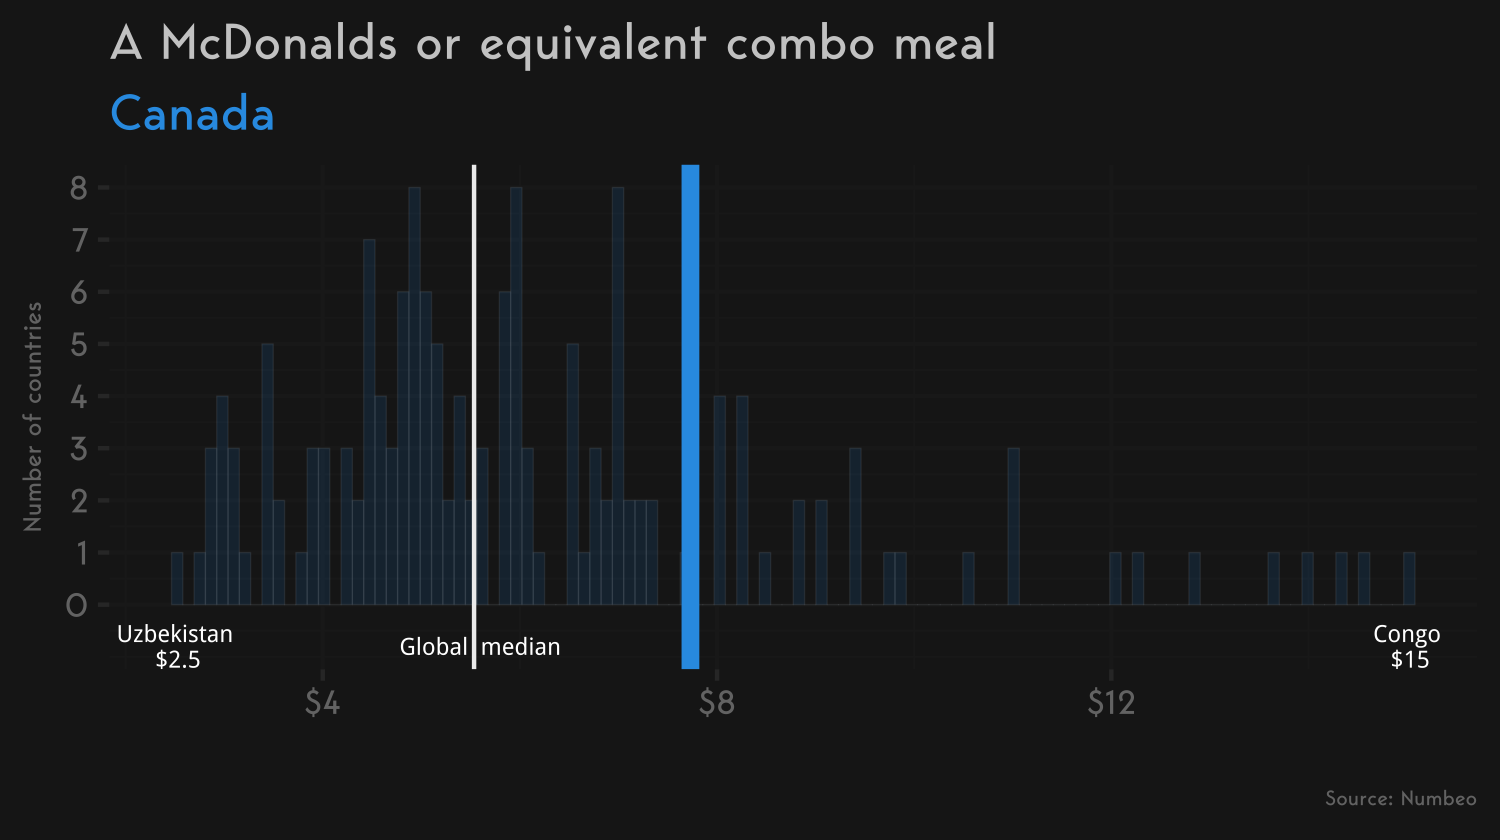 A McDonalds or equivalent combo meal
Canada
Number of countries
8
7
6
5
4
3
2
1
0
Uzbekistan
$2.5
Global median
Congo
$15
$4 $8 $12
Source: Numbeo